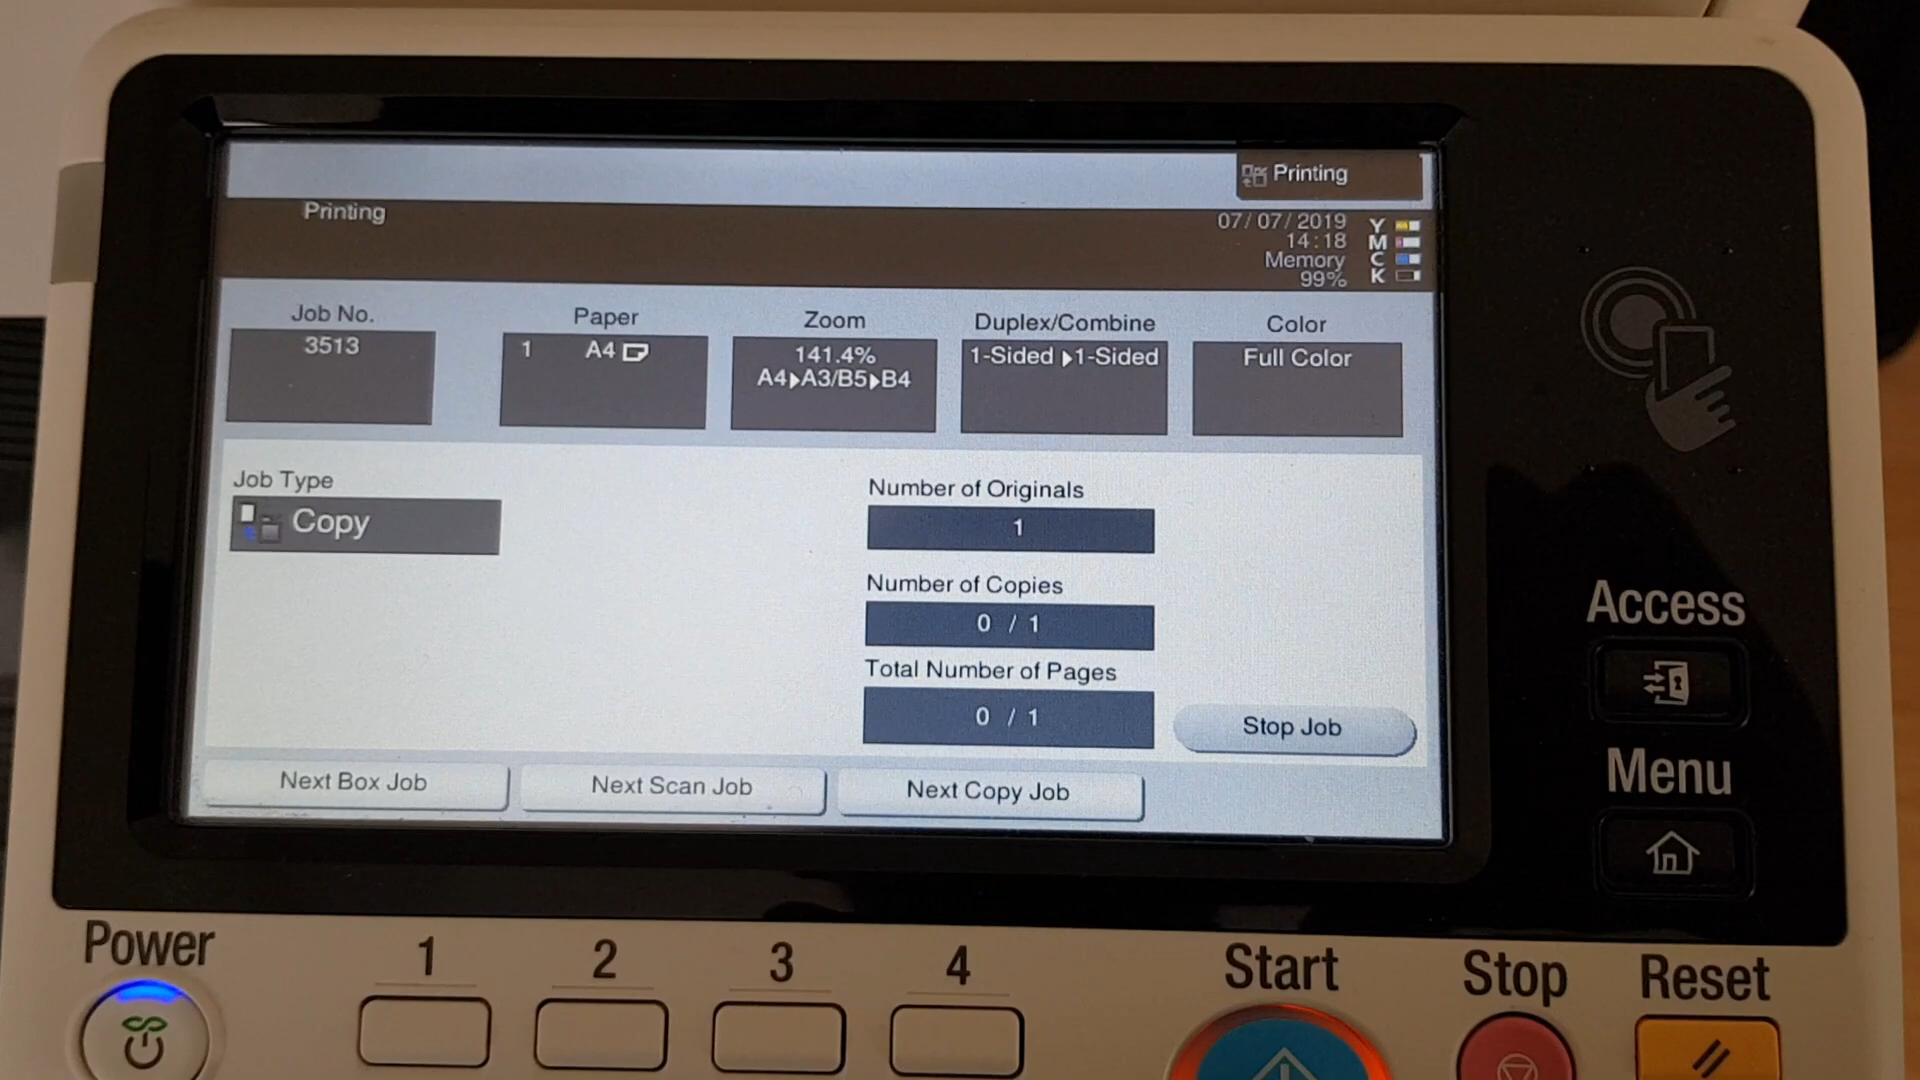 Printing
Printing
07/07/2019
14:18
Memory
99%
Y
M
C
K
Job No.
3513
Paper
1 A4
Zoom
141.4%
A4▸A3/B5▸B4
Duplex/Combine
1-Sided ▸1-Sided
Color
Full Color
Job Type
Copy
Number of Originals
1
Number of Copies
0 / 1
Total Number of Pages
0 / 1
Stop Job
Next Box Job
Next Scan Job
Next Copy Job
Access
Menu
Power
1
2
3
4
Start
Stop
Reset